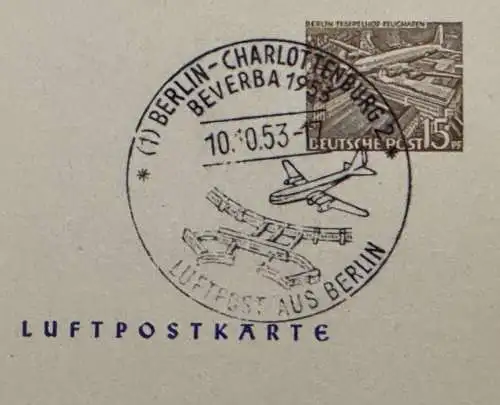 BERLIN TEMPELHOF FLUGHAFEN
15 PF
DEUTSCHE POST
* (1) BERLIN-CHARLOTTENBURG 2 *
BEVERBA 1953
10.10.53-17
LUFTPOST AUS BERLIN
LUFTPOSTKARTE